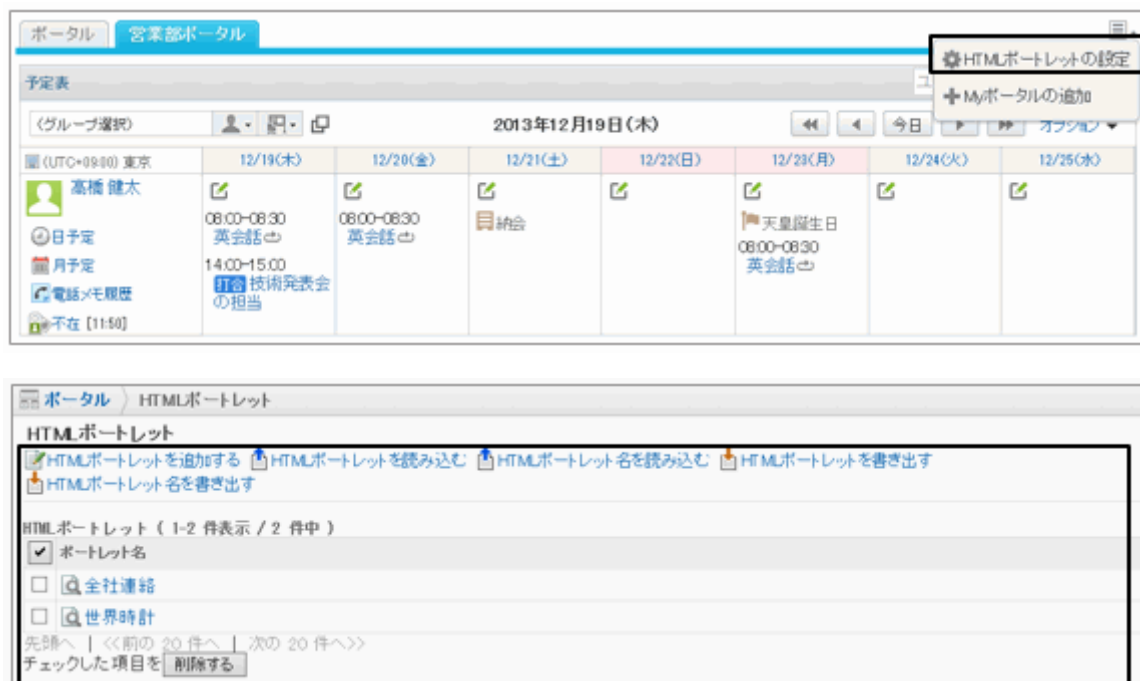 ポータル 営業部ポータル
HTMLポートレットの設定
予定表
Myポータルの追加
(グループ選択) 2013年12月19日(木) 今日 オプション
(UTC+09:00) 東京 12/19(木) 12/20(金) 12/21(土) 12/22(日) 12/23(月) 12/24(火) 12/25(水)
高橋 健太
日予定
月予定
電話メモ履歴
不在 [11:50]
08:00-08:30
英会話
14:00-15:00
打合 技術発表会
の担当
08:00-08:30
英会話
納会
天皇誕生日
08:00-08:30
英会話
ポータル 〉 HTMLポートレット
HTMLポートレット
HTMLポートレットを追加する HTMLポートレットを読み込む HTMLポートレット名を読み込む HTMLポートレットを書き出す
HTMLポートレット名を書き出す
HTMLポートレット ( 1-2 件表示 / 2 件中 )
ポートレット名
全社連絡
世界時計
先頭へ | <<前の 20 件へ | 次の 20 件へ>>
チェックした項目を 削除する